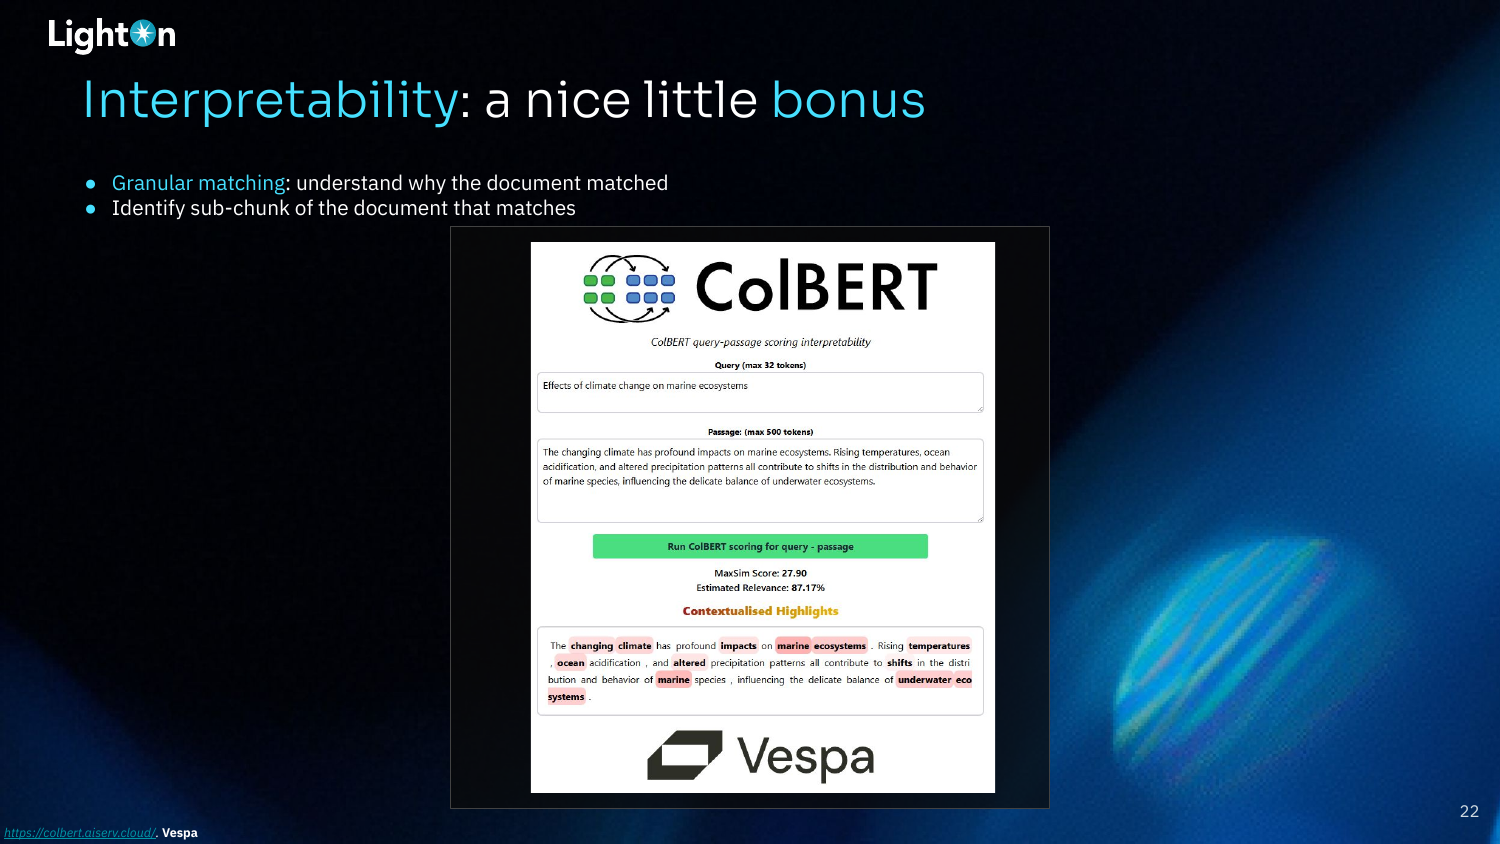 LightOn
Interpretability: a nice little bonus
● Granular matching: understand why the document matched
● Identify sub-chunk of the document that matches
ColBERT
ColBERT query-passage scoring interpretability
Query (max 32 tokens)
Effects of climate change on marine ecosystems
Passage: (max 500 tokens)
The changing climate has profound impacts on marine ecosystems. Rising temperatures, ocean
acidification, and altered precipitation patterns all contribute to shifts in the distribution and behavior
of marine species, influencing the delicate balance of underwater ecosystems.
Run ColBERT scoring for query - passage
MaxSim Score: 27.90
Estimated Relevance: 87.17%
Contextualised Highlights
The changing climate has profound impacts on marine ecosystems . Rising temperatures
, ocean acidification , and altered precipitation patterns all contribute to shifts in the distri
bution and behavior of marine species , influencing the delicate balance of underwater eco
systems .
Vespa
22
https://colbert.aiserv.cloud/. Vespa